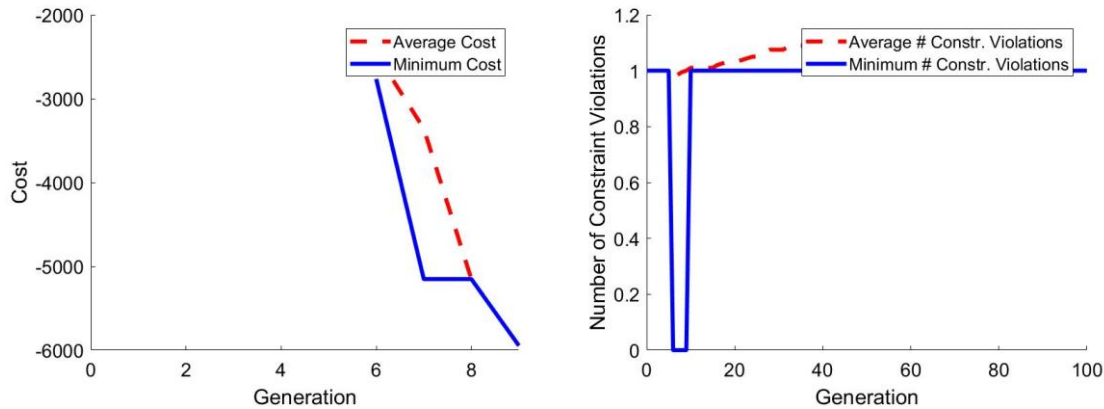 -2000
-3000
-4000
-5000
-6000
Cost
0 2 4 6 8
Generation
Average Cost
Minimum Cost
1.2
1
0.8
0.6
0.4
0.2
0
Number of Constraint Violations
0 20 40 60 80 100
Generation
Average # Constr. Violations
Minimum # Constr. Violations